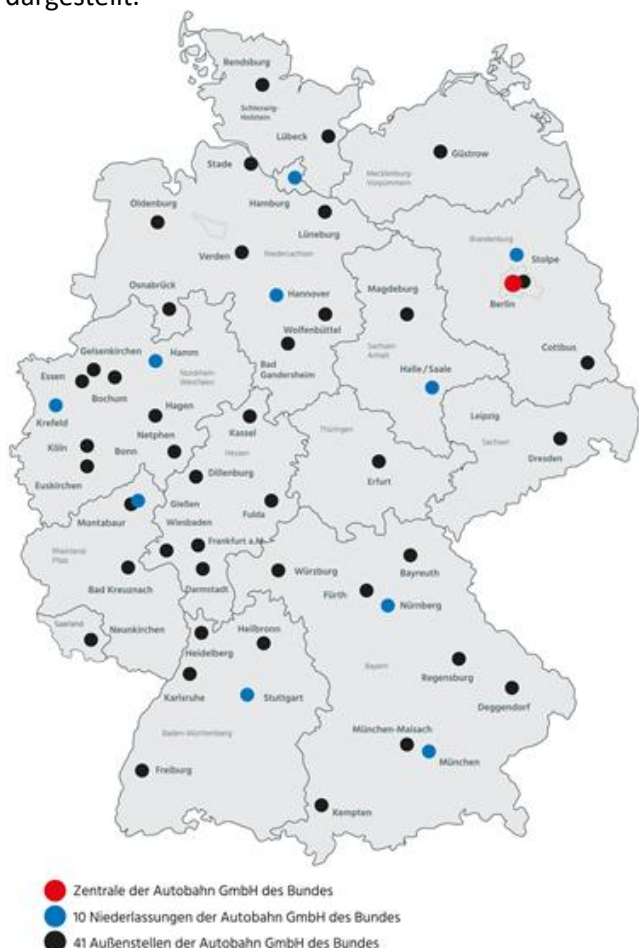 dargestellt.
Rendsburg
Schleswig-
Holstein
Lübeck
Güstrow
Stade
Mecklenburg-
Vorpommern
Hamburg
Oldenburg
Lüneburg
Brandenburg
Verden
Niedersachsen
Stolpe
Osnabrück
Hannover
Magdeburg
Berlin
Wolfenbüttel
Gelsenkirchen
Hamm
Sachsen-
Anhalt
Cottbus
Essen
Nordrhein-
Westfalen
Bad
Gandersheim
Halle/Saale
Bochum
Krefeld
Hagen
Leipzig
Netphen
Kassel
Thüringen
Sachsen
Köln
Bonn
Hessen
Dresden
Dillenburg
Erfurt
Euskirchen
Gießen
Fulda
Montabaur
Wiesbaden
Frankfurt a.M.
Rheinland
Pfalz
Würzburg
Bayreuth
Bad Kreuznach
Darmstadt
Fürth
Nürnberg
Saarland
Neunkirchen
Heilbronn
Heidelberg
Bayern
Regensburg
Karlsruhe
Stuttgart
Deggendorf
Baden-Württemberg
München-Maisach
München
Freiburg
Kempten
Zentrale der Autobahn GmbH des Bundes
10 Niederlassungen der Autobahn GmbH des Bundes
41 Außenstellen der Autobahn GmbH des Bundes